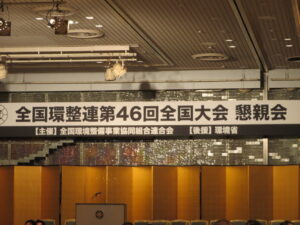 全国環整連第46回全国大会 懇親会
【主催】全国環境整備事業協同組合連合会 【後援】環境省